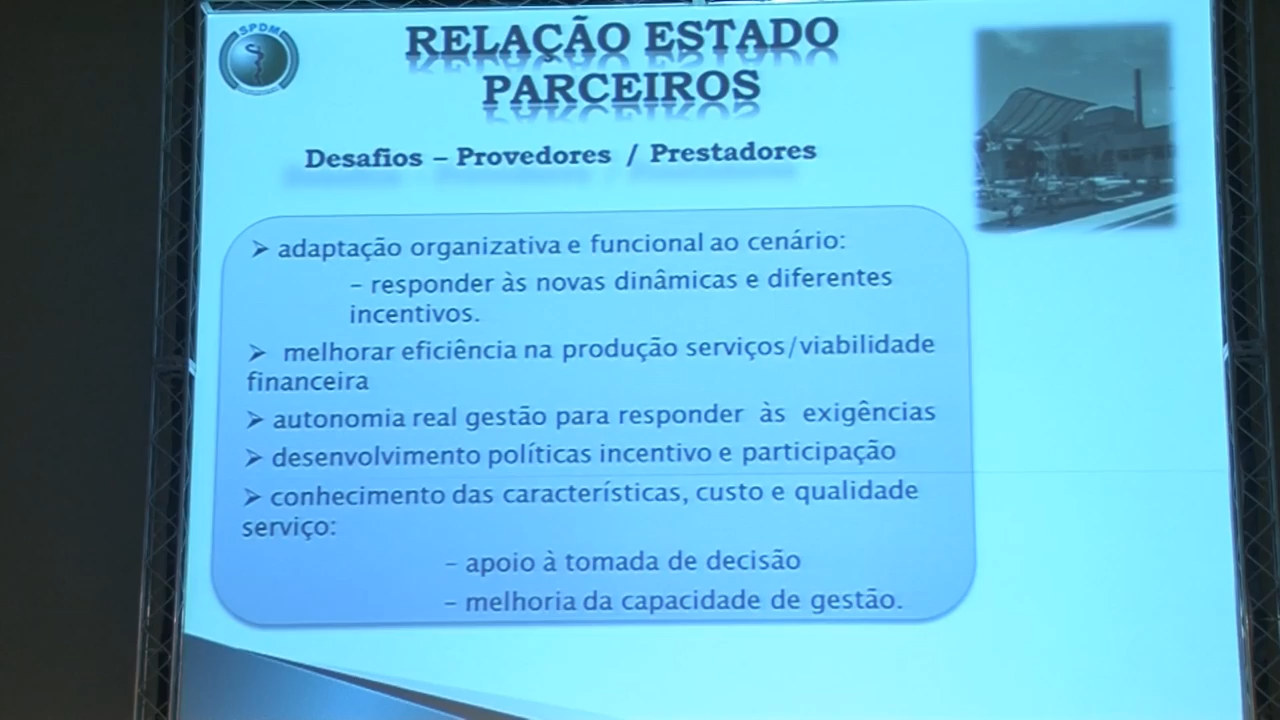 SPDM
RELAÇÃO ESTADO
PARCEIROS
Desafios – Provedores / Prestadores
➢ adaptação organizativa e funcional ao cenário:
– responder às novas dinâmicas e diferentes
incentivos.
➢ melhorar eficiência na produção serviços/viabilidade
financeira
➢ autonomia real gestão para responder às exigências
➢ desenvolvimento políticas incentivo e participação
➢ conhecimento das características, custo e qualidade
serviço:
– apoio à tomada de decisão
– melhoria da capacidade de gestão.